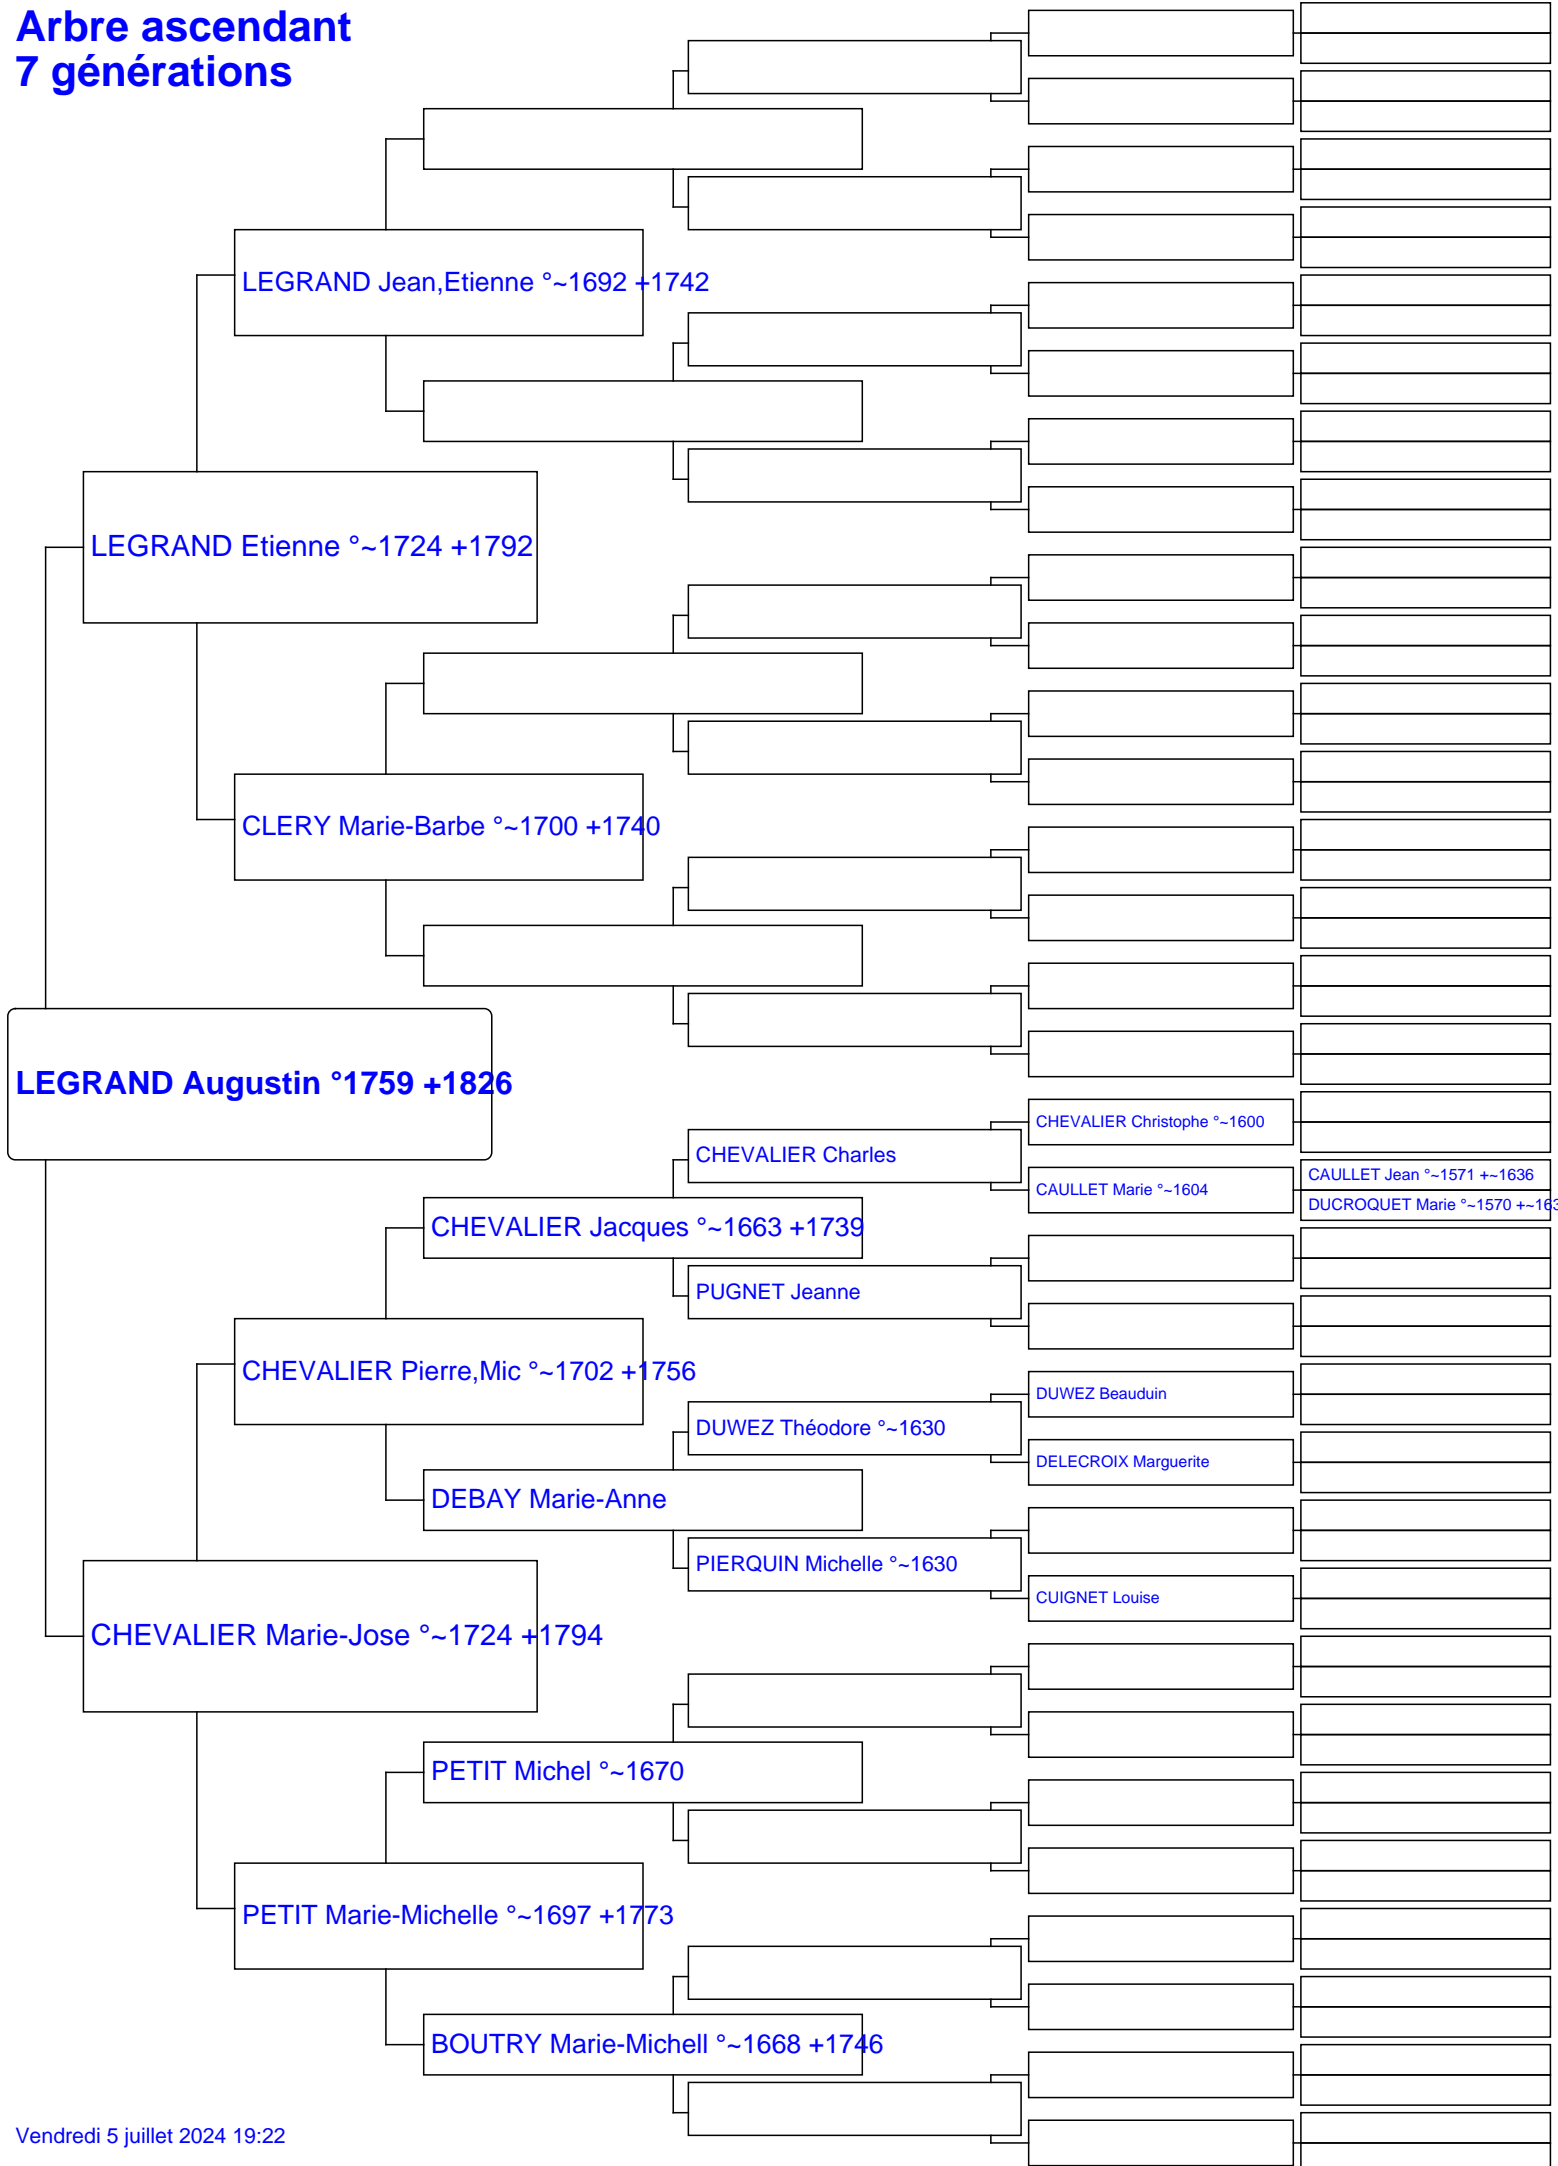 Arbre ascendant
7 générations
LEGRAND Jean,Etienne °~1692 +1742
LEGRAND Etienne °~1724 +1792
CLERY Marie-Barbe °~1700 +1740
LEGRAND Augustin °1759 +1826
CHEVALIER Christophe °~1600
CHEVALIER Charles
CAULLET Jean °~1571 +~1636
CAULLET Marie °~1604
DUCROQUET Marie °~1570 +~163
CHEVALIER Jacques °~1663 +1739
PUGNET Jeanne
CHEVALIER Pierre,Mic °~1702 +1756
DUWEZ Beauduin
DUWEZ Théodore °~1630
DELECROIX Marguerite
DEBAY Marie-Anne
PIERQUIN Michelle °~1630
CUIGNET Louise
CHEVALIER Marie-Jose °~1724 +1794
PETIT Michel °~1670
PETIT Marie-Michelle °~1697 +1773
BOUTRY Marie-Michell °~1668 +1746
Vendredi 5 juillet 2024 19:22